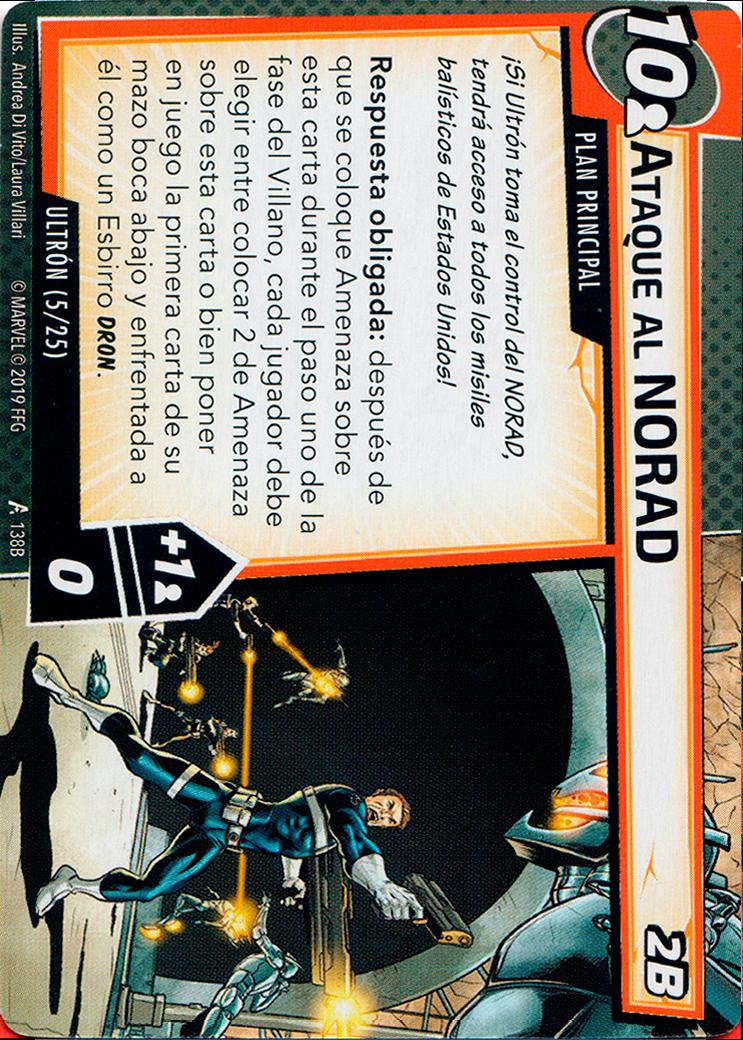 10
ATAQUE AL NORAD
2B
PLAN PRINCIPAL
¡Si Ultrón toma el control del NORAD,
tendrá acceso a todos los misiles
balísticos de Estados Unidos!
Respuesta obligada: después de
que se coloque Amenaza sobre
esta carta durante el paso uno de la
fase del Villano, cada jugador debe
elegir entre colocar 2 de Amenaza
sobre esta carta o bien poner
en juego la primera carta de su
mazo boca abajo y enfrentada a
él como un Esbirro DRON.
+1
0
ULTRÓN (5/25)
Illus. Andrea Di Vito/Laura Villari © MARVEL © 2019 FFG 138B